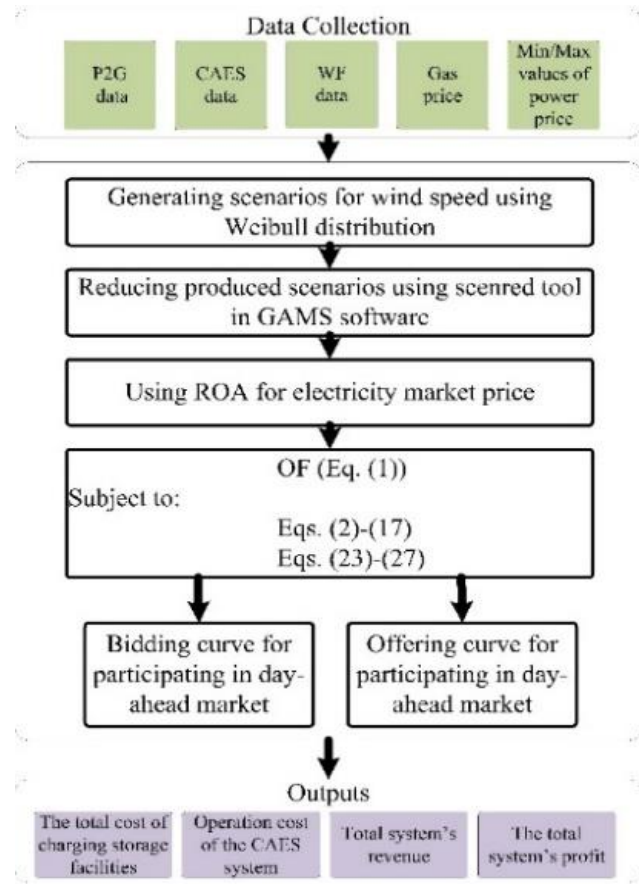 Data Collection
P2G
data
CAES
data
WF
data
Gas
price
Min/Max
values of
power
price
Generating scenarios for wind speed using
Weibull distribution
Reducing produced scenarios using scenred tool
in GAMS software
Using ROA for electricity market price
OF (Eq. (1))
Subject to:
Eqs. (2)-(17)
Eqs. (23)-(27)
Bidding curve for
participating in day-
ahead market
Offering curve for
participating in day-
ahead market
Outputs
The total cost of
charging storage
facilities
Operation cost
of the CAES
system
Total system's
revenue
The total
system's profit